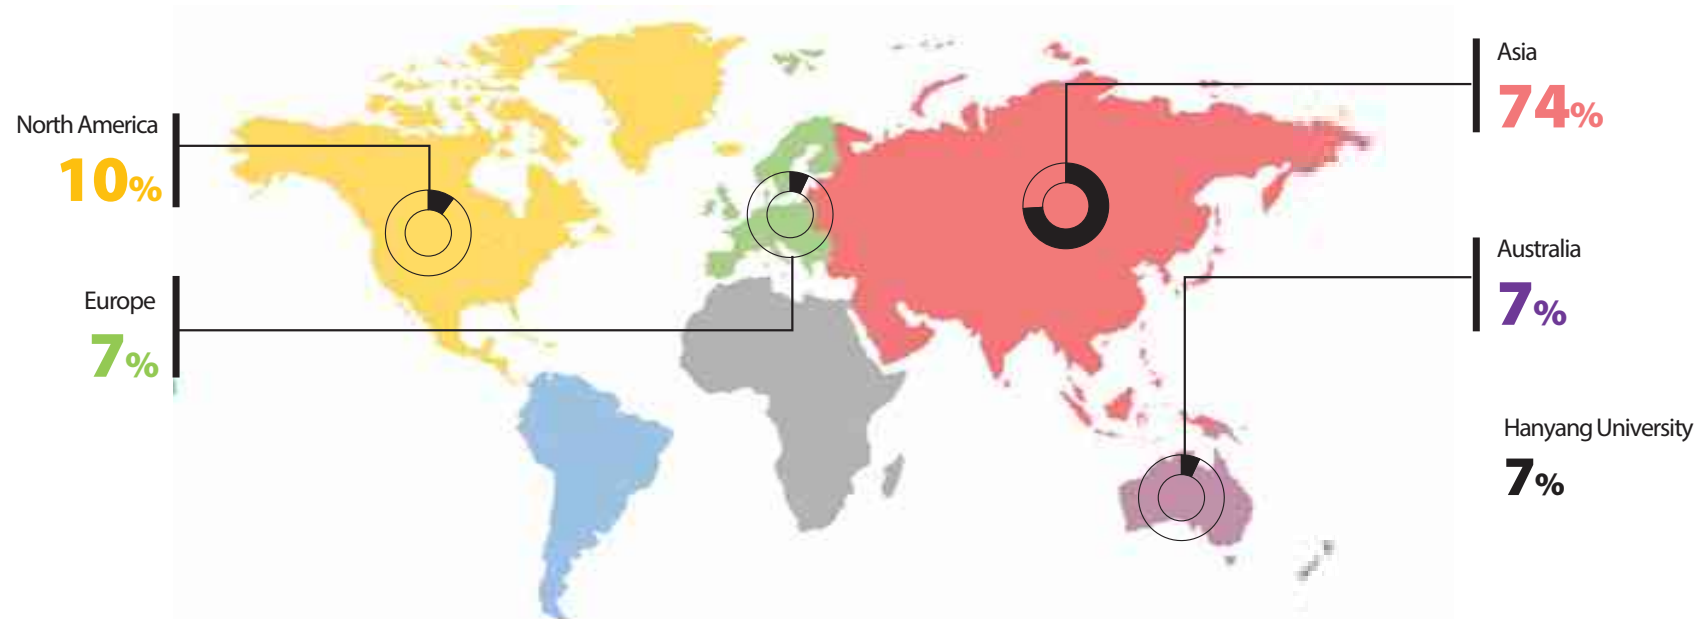 North America
10%
Europe
7%
Asia
74%
Australia
7%
Hanyang University
7%